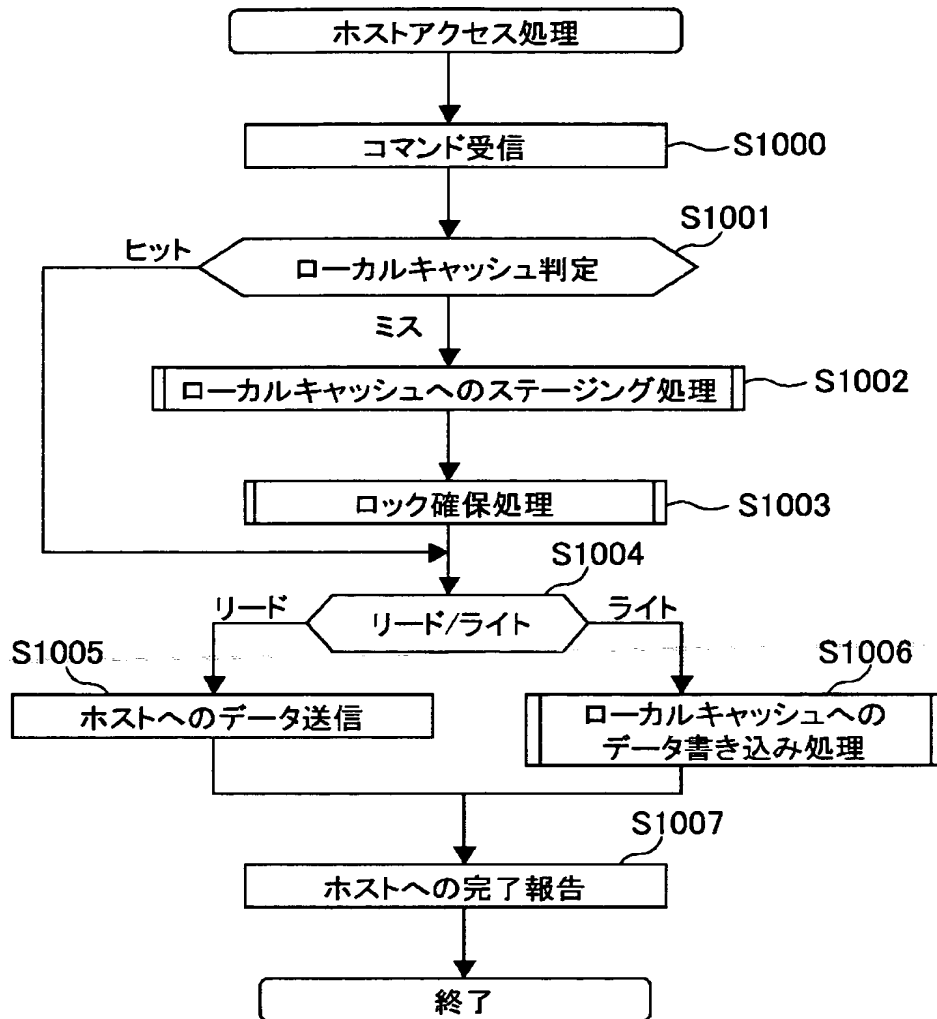 ホストアクセス処理
コマンド受信
S1000
S1001
ヒット
ローカルキャッシュ判定
ミス
ローカルキャッシュへのステージング処理
S1002
ロック確保処理
S1003
S1004
リード
リード/ライト
ライト
S1005
S1006
ホストへのデータ送信
ローカルキャッシュへの
データ書き込み処理
S1007
ホストへの完了報告
終了